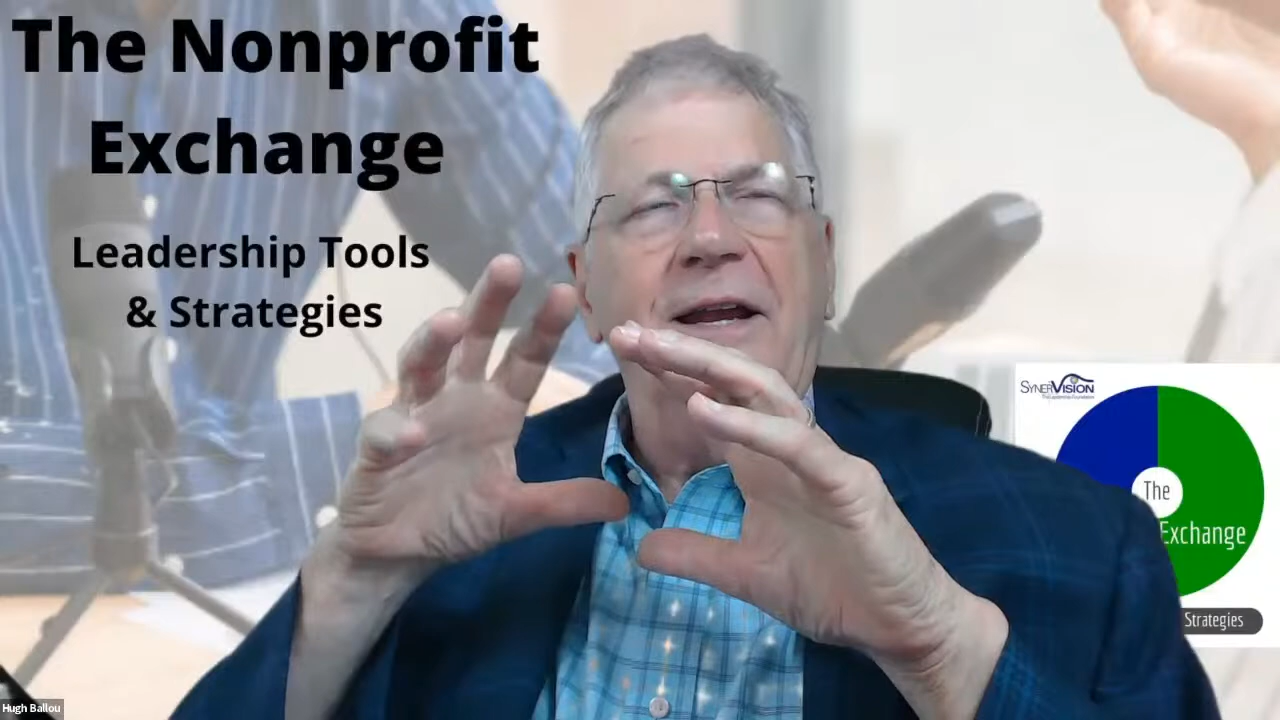 The Nonprofit
Exchange
Leadership Tools
& Strategies
SYNERVISION
The
Exchange
Strategies
Hugh Ballou